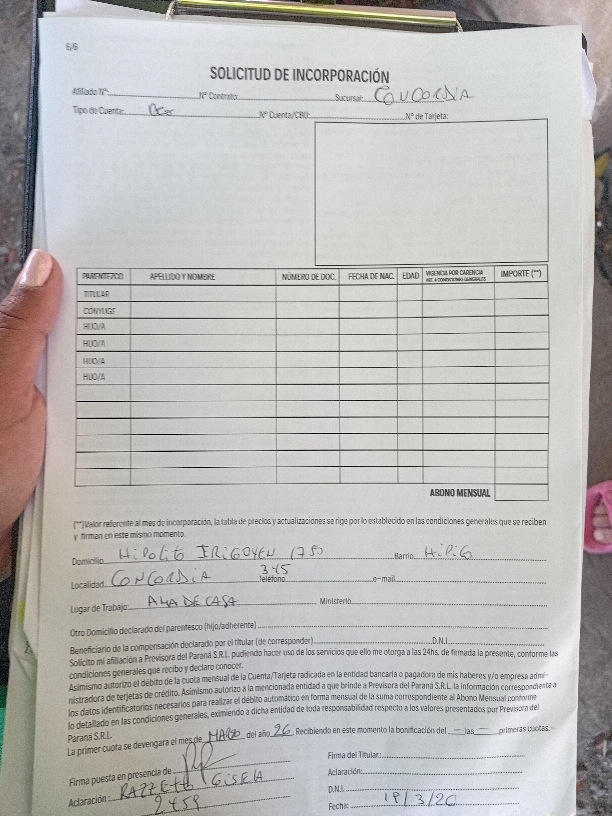 6/6
SOLICITUD DE INCORPORACIÓN
Afiliado Nº: Nº Contrato: Sucursal: CONCORDIA
Tipo de Cuenta: Nº Cuenta/CBU: Nº de Tarjeta:
PARENTEZCO APELLIDO Y NOMBRE NÚMERO DE DOC. FECHA DE NAC. EDAD VIGENCIA POR CARENCIA IMPORTE (**)
TITULAR
CÓNYUGE
HIJO/A
HIJO/A
HIJO/A
HIJO/A
ABONO MENSUAL
(**)Valor referente al mes de incorporación, la tabla de precios y actualizaciones se rige por lo establecido en las condiciones generales que se reciben
y firman en este mismo momento.
Domicilio HIPOLITO IRIGOYEN 1750 Barrio HIPIG
Localidad CONCORDIA Teléfono 345 e-mail
Lugar de Trabajo: AMA DE CASA Ministerio
Otro Domicilio declarado del parentesco (hijo/adherente)
Beneficiario de la compensación declarado por el titular (de corresponder) D.N.I.
Solicito mi afiliación a Previsora del Paraná S.R.L. pudiendo hacer uso de los servicios que ello me otorga a las 24hs. de firmada la presente, conforme las
condiciones generales que recibo y declaro conocer.
Asimismo autorizo el débito de la cuota mensual de la Cuenta/Tarjeta radicada en la entidad bancaria o pagadora de mis haberes y/o empresa admi-
nistradora de terjetas de crédito. Asimismo autorizo a la mencionada entidad a que brinde a Previsora del Paraná S.R.L. la información correspondiente a
los datos identificatorios necesarios para realizar el débito automático en forma mensual de la suma correspondiente al Abono Mensual conforme
lo detallado en las condiciones generales, eximiendo a dicha entidad de toda responsabilidad respecto a los valores presentados por Previsora del
Paraná S.R.L.
La primer cuota se devengara el mes de MARZO del año 26 Recibiendo en este momento la bonificación del — las — primeras cuotas.-
Firma puesta en presencia de Firma del Titular:
Aclaración: RAZZETO GISELA Aclaración:
2459 D.N.I.
Fecha: 19/3/26